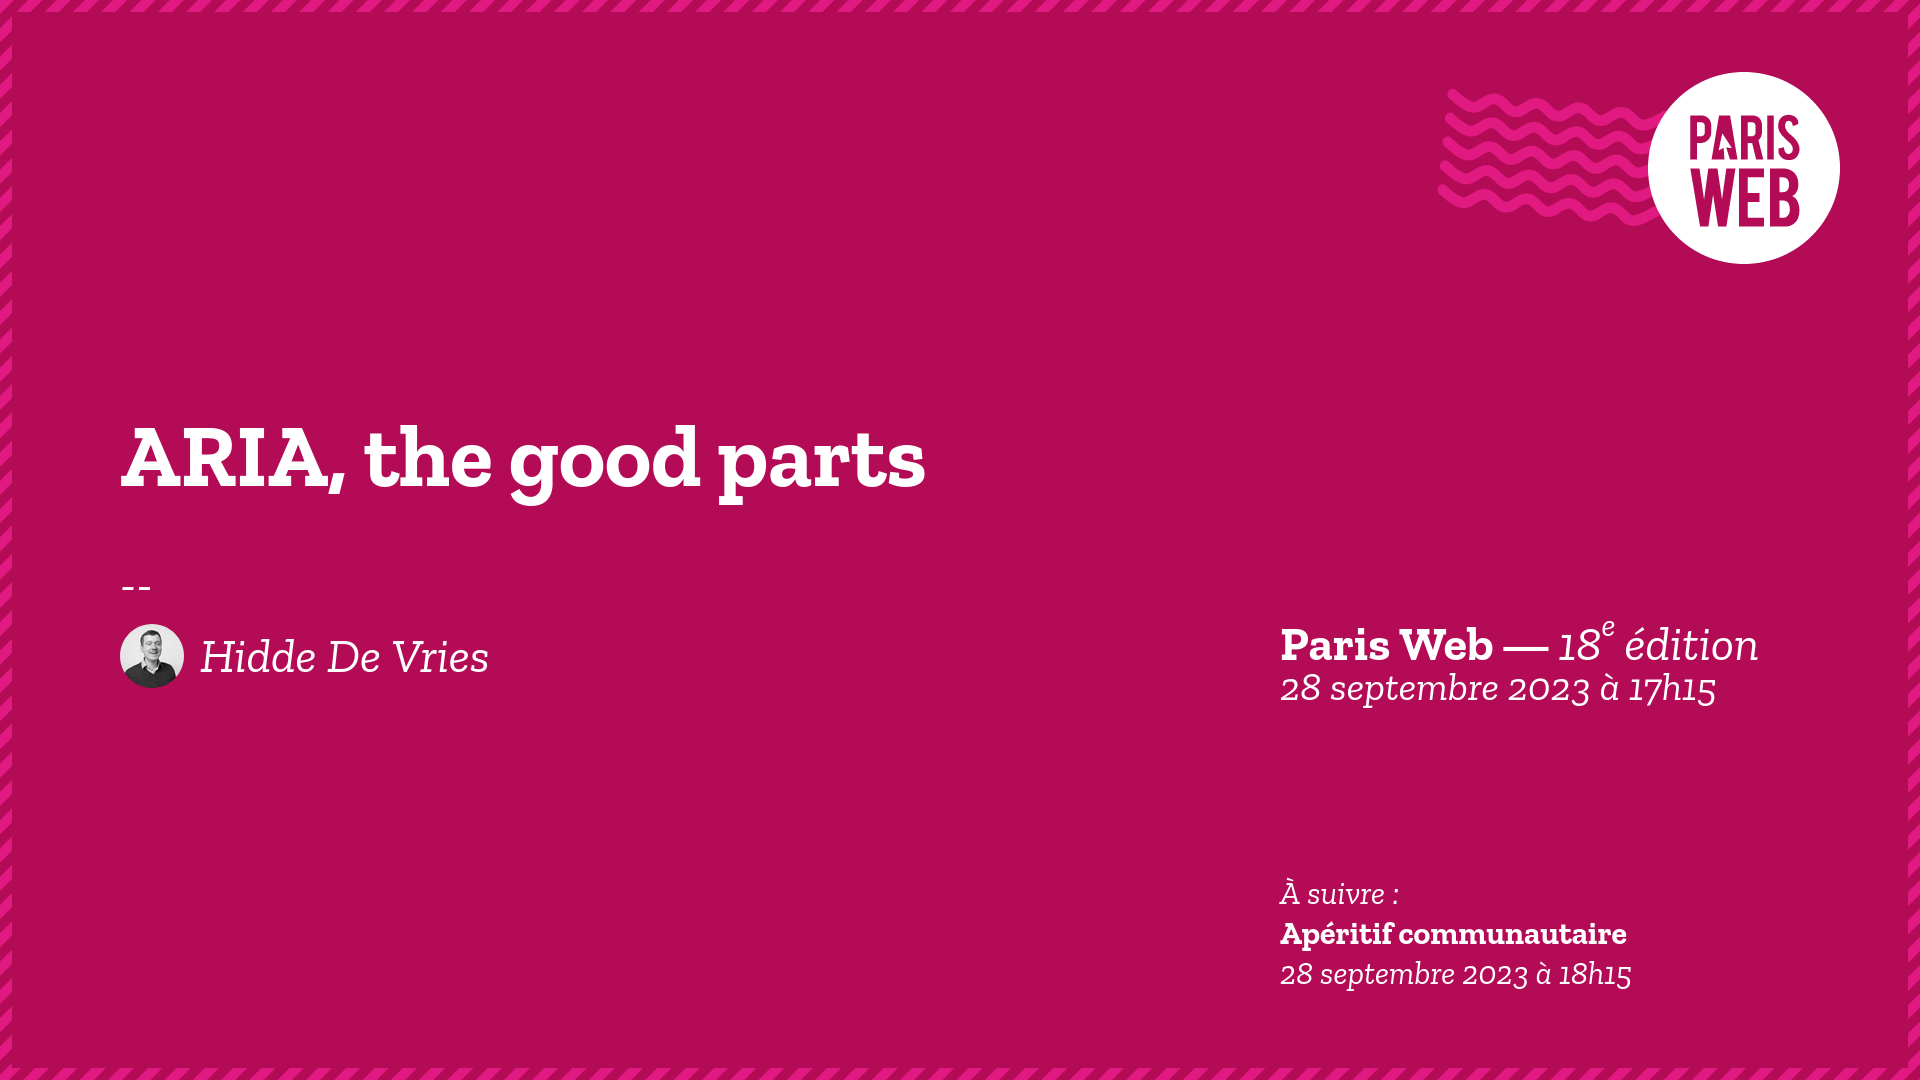 PARIS
WEB
ARIA, the good parts
--
Hidde De Vries
Paris Web — 18e édition
28 septembre 2023 à 17h15
À suivre :
Apéritif communautaire
28 septembre 2023 à 18h15